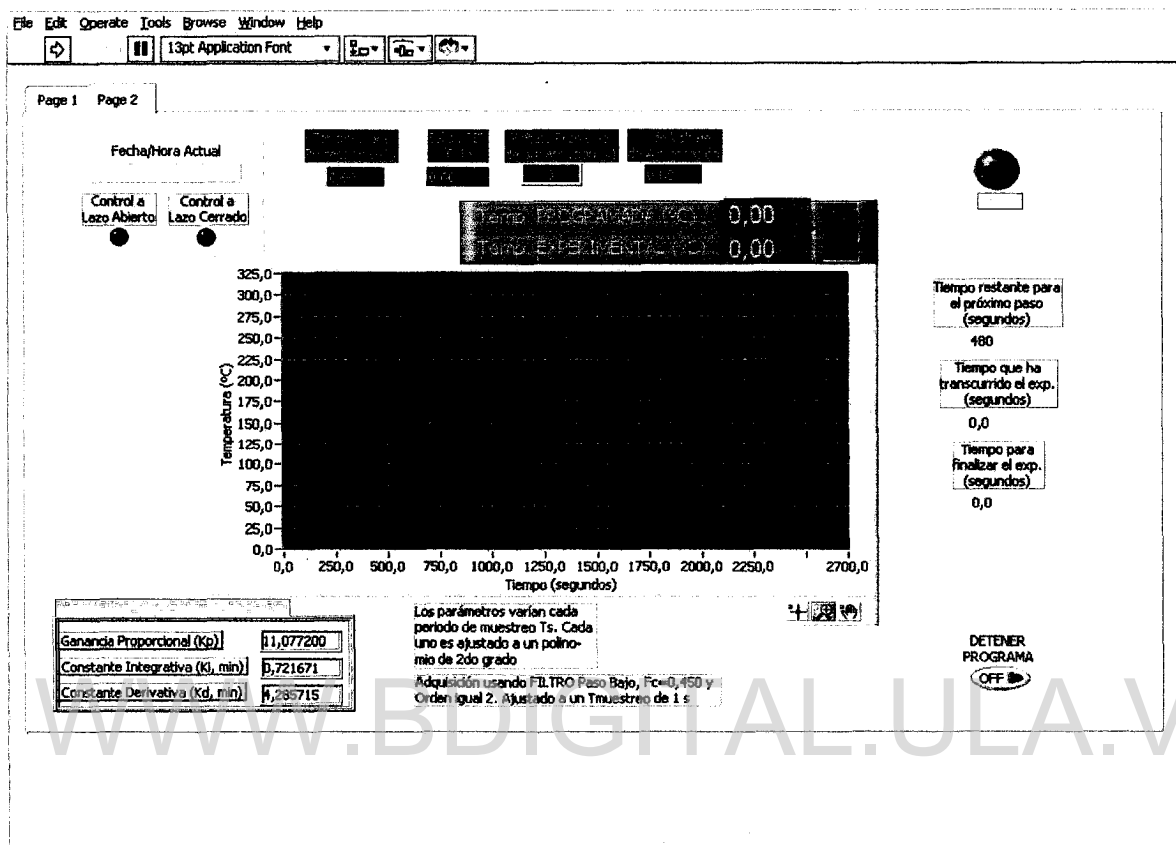 File Edit Operate Tools Browse Window Help
13pt Application Font
Page 1 Page 2
Fecha/Hora Actual
Control a
Lazo Abierto
Control a
Lazo Cerrado
Temp. PROGRAMADA (ºC) 0,00
Temp. EXPERIMENTAL (ºC) 0,00
325,0
300,0
275,0
250,0
225,0
200,0
175,0
150,0
125,0
100,0
75,0
50,0
25,0
0,0
Temperatura (ºC)
0,0 250,0 500,0 750,0 1000,0 1250,0 1500,0 1750,0 2000,0 2250,0 2700,0
Tiempo (segundos)
Tiempo restante para
el próximo paso
(segundos)
480
Tiempo que ha
transcurrido el exp.
(segundos)
0,0
Tiempo para
finalizar el exp.
(segundos)
0,0
Ganancia Proporcional (Kp) 11,077200
Constante Integrativa (Ki, min) ,721671
Constante Derivativa (Kd, min) 4,285715
Los parámetros varían cada
periodo de muestreo Ts. Cada
uno es ajustado a un polino-
mio de 2do grado
Adquisición usando FILTRO Paso Bajo, Fc=0,450 y
Orden igual 2. Ajustado a un Tmuestreo de 1 s
DETENER
PROGRAMA
OFF
WWW.BDIGITAL.ULA.V